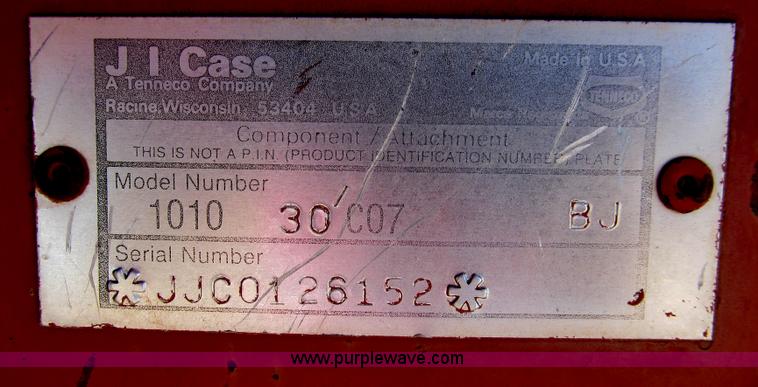 J I Case
A Tenneco Company
Racine, Wisconsin 53404 U.S.A.
Made in U.S.A.
TENNECO
®
Component / Attachment
THIS IS NOT A P.I.N. (PRODUCT IDENTIFICATION NUMBER) PLATE
Model Number
1010 30' C07 BJ
Serial Number
*JJC0126152*
www.purplewave.com